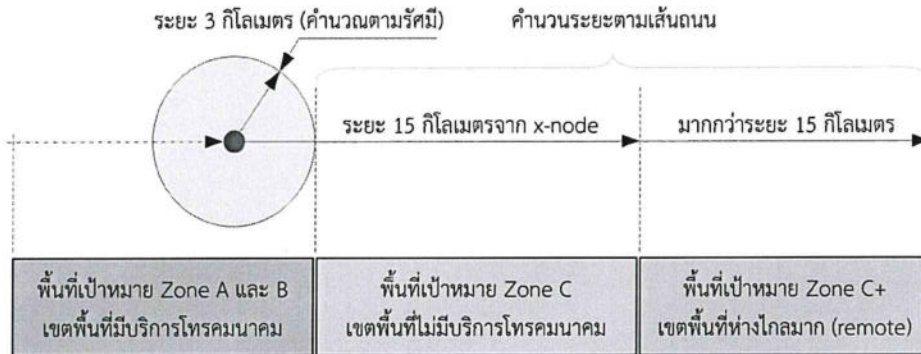 ระยะ 3 กิโลเมตร (คำนวณตามรัศมี)
คำนวนระยะตามเส้นถนน
ระยะ 15 กิโลเมตรจาก x-node
มากกว่าระยะ 15 กิโลเมตร
พื้นที่เป้าหมาย Zone A และ B
เขตพื้นที่มีบริการโทรคมนาคม
พื้นที่เป้าหมาย Zone C
เขตพื้นที่ไม่มีบริการโทรคมนาคม
พื้นที่เป้าหมาย Zone C+
เขตพื้นที่ห่างไกลมาก (remote)